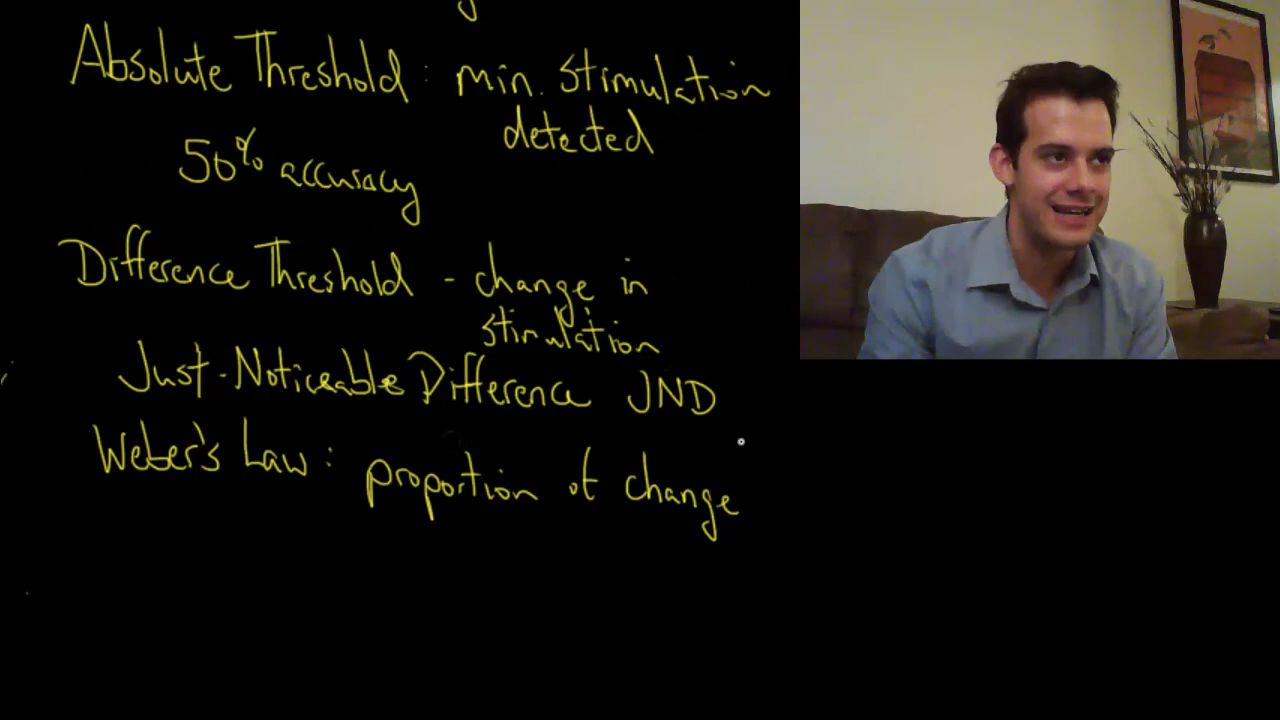 Absolute Threshold : min. stimulation
detected
50% accuracy
Difference Threshold - change in
stimulation
Just-Noticeable Difference JND
Weber's Law : proportion of change